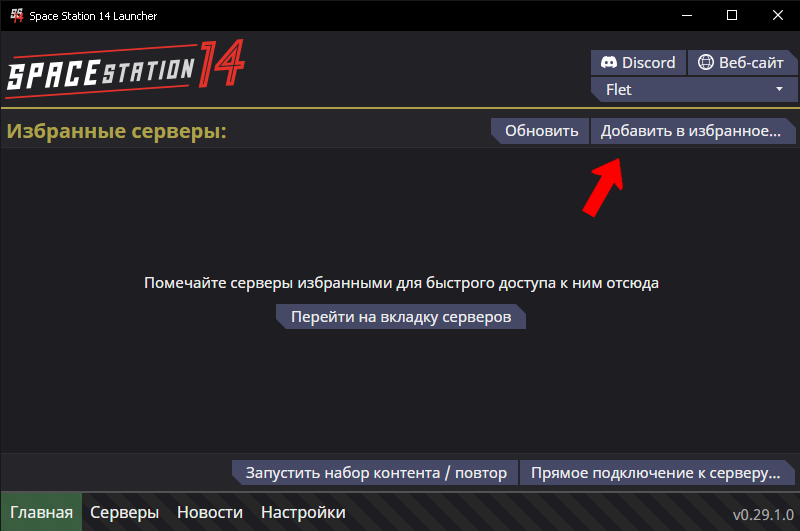 Space Station 14 Launcher
SPACE STATION 14
Discord
Веб-сайт
Flet
Избранные серверы:
Обновить
Добавить в избранное...
Помечайте серверы избранными для быстрого доступа к ним отсюда
Перейти на вкладку серверов
Запустить набор контента / повтор
Прямое подключение к серверу...
Главная
Серверы
Новости
Настройки
v0.29.1.0